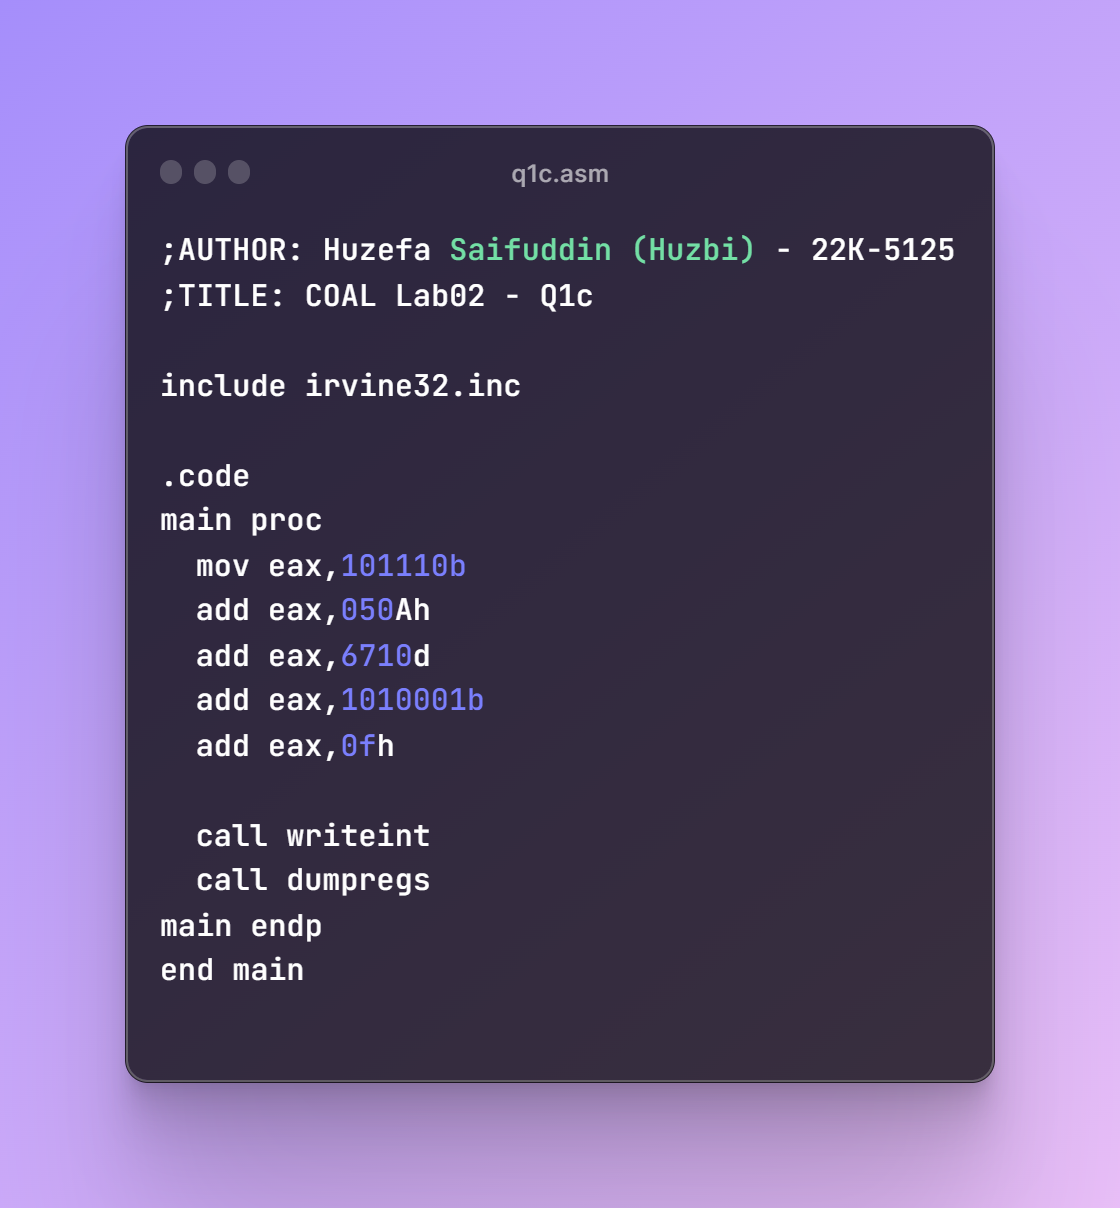 q1c.asm
;AUTHOR: Huzefa Saifuddin (Huzbi) - 22K-5125
;TITLE: COAL Lab02 - Q1c
include irvine32.inc
.code
main proc
mov eax,101110b
add eax,050Ah
add eax,6710d
add eax,1010001b
add eax,0fh
call writeint
call dumpregs
main endp
end main